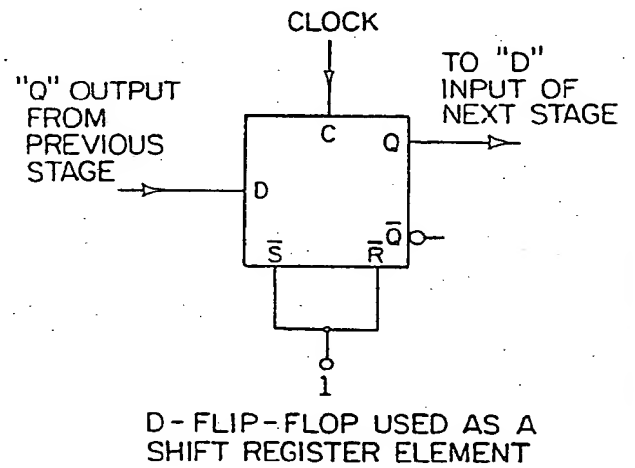 CLOCK
"Q" OUTPUT
FROM
PREVIOUS
STAGE
TO "D"
INPUT OF
NEXT STAGE
C
Q
D
Q̅
S̅
R̅
1
D-FLIP-FLOP USED AS A
SHIFT REGISTER ELEMENT